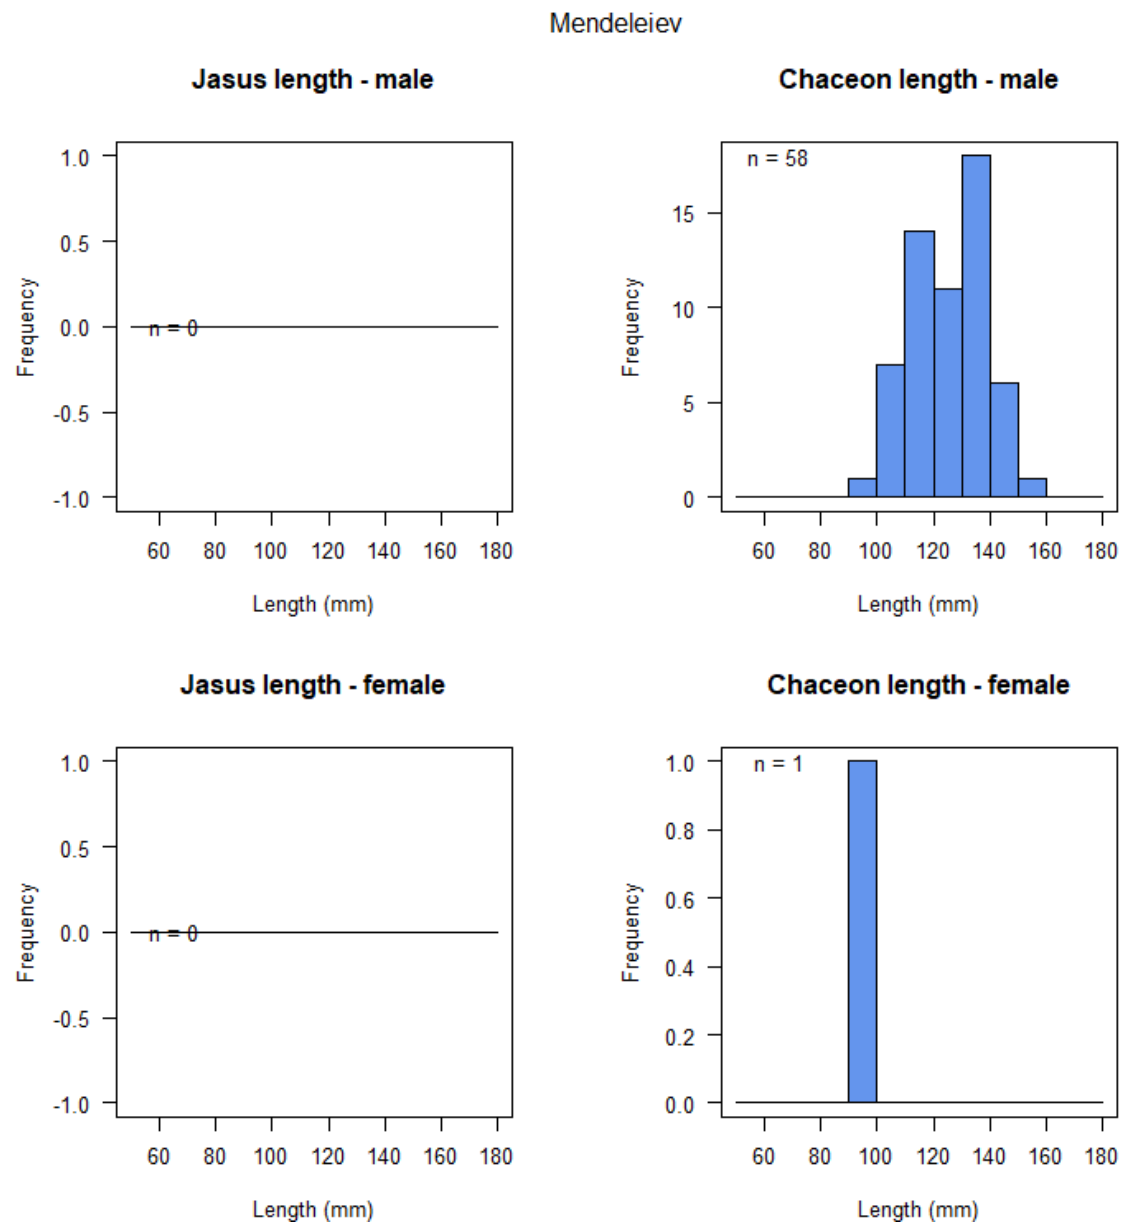 Mendeleiev
Jasus length - male
Frequency
1.0
0.5
0.0
-0.5
-1.0
n = 0
60 80 100 120 140 160 180
Length (mm)
Chaceon length - male
Frequency
15
10
5
0
n = 58
60 80 100 120 140 160 180
Length (mm)
Jasus length - female
Frequency
1.0
0.5
0.0
-0.5
-1.0
n = 0
60 80 100 120 140 160 180
Length (mm)
Chaceon length - female
Frequency
1.0
0.8
0.6
0.4
0.2
0.0
n = 1
60 80 100 120 140 160 180
Length (mm)